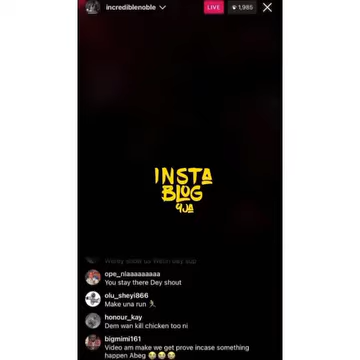 incrediblenoble
LIVE
1,985
INSTA
BLOG
9JA
ope_niaaaaaaaaa
You stay there Dey shout
olu_sheyi866
Make una run 🏃
honour_kay
Dem wan kill chicken too ni
bigmimi161
Video am make we get prove incase something
happen Abeg 😂😂😂